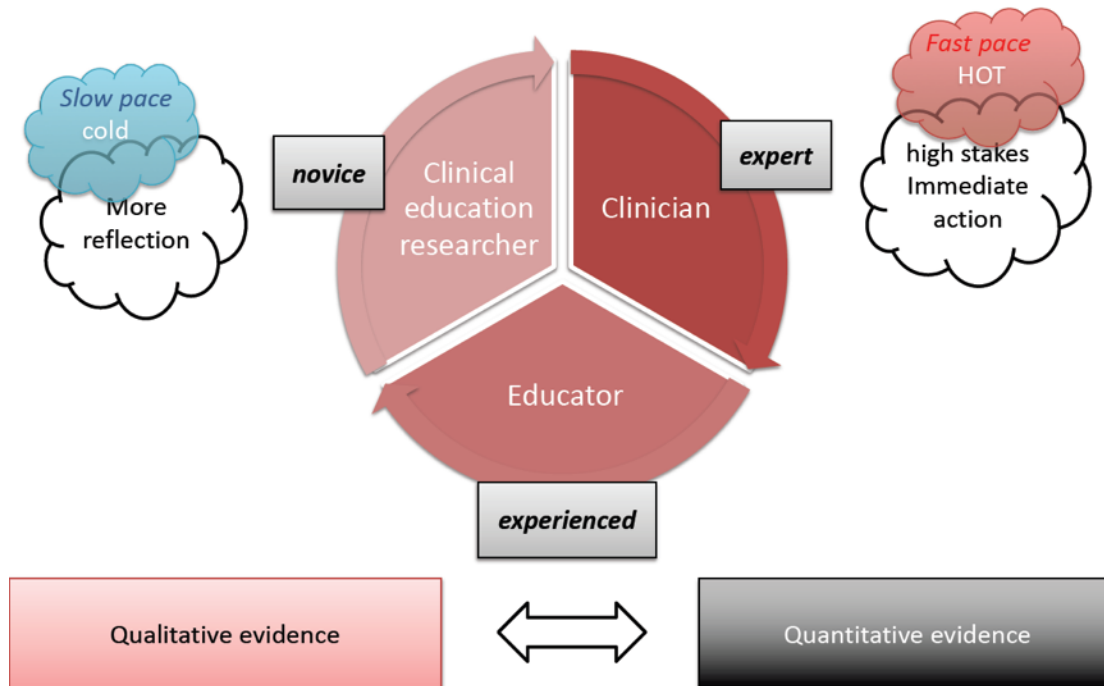 Slow pace
cold
More
reflection
novice
Clinical
education
researcher
Clinician
expert
Fast pace
HOT
high stakes
Immediate
action
Educator
experienced
Qualitative evidence
Quantitative evidence